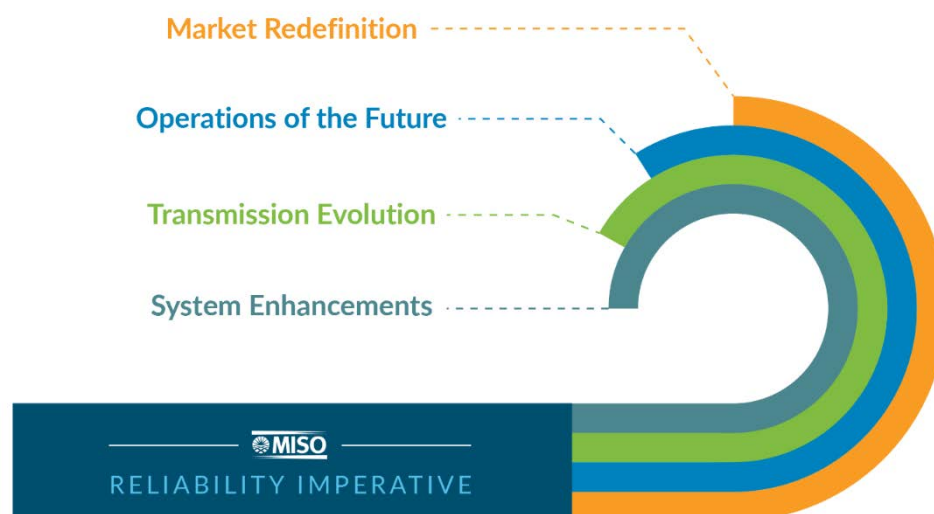 Market Redefinition
Operations of the Future
Transmission Evolution
System Enhancements
MISO
RELIABILITY IMPERATIVE